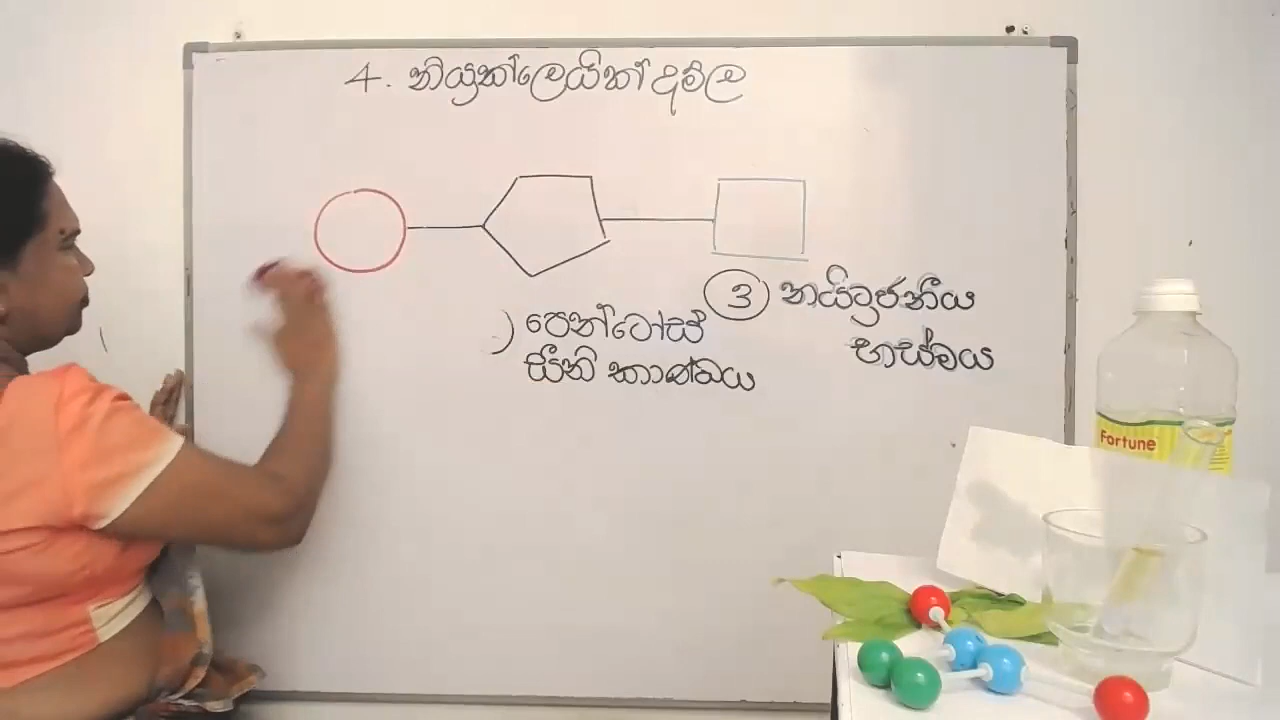 4. නියුක්ලෙයික් අම්ල
) පෙන්ටෝස්
සීනි කාණ්ඩය
3 නයිට්‍රජනීය
භාස්මය
Fortune